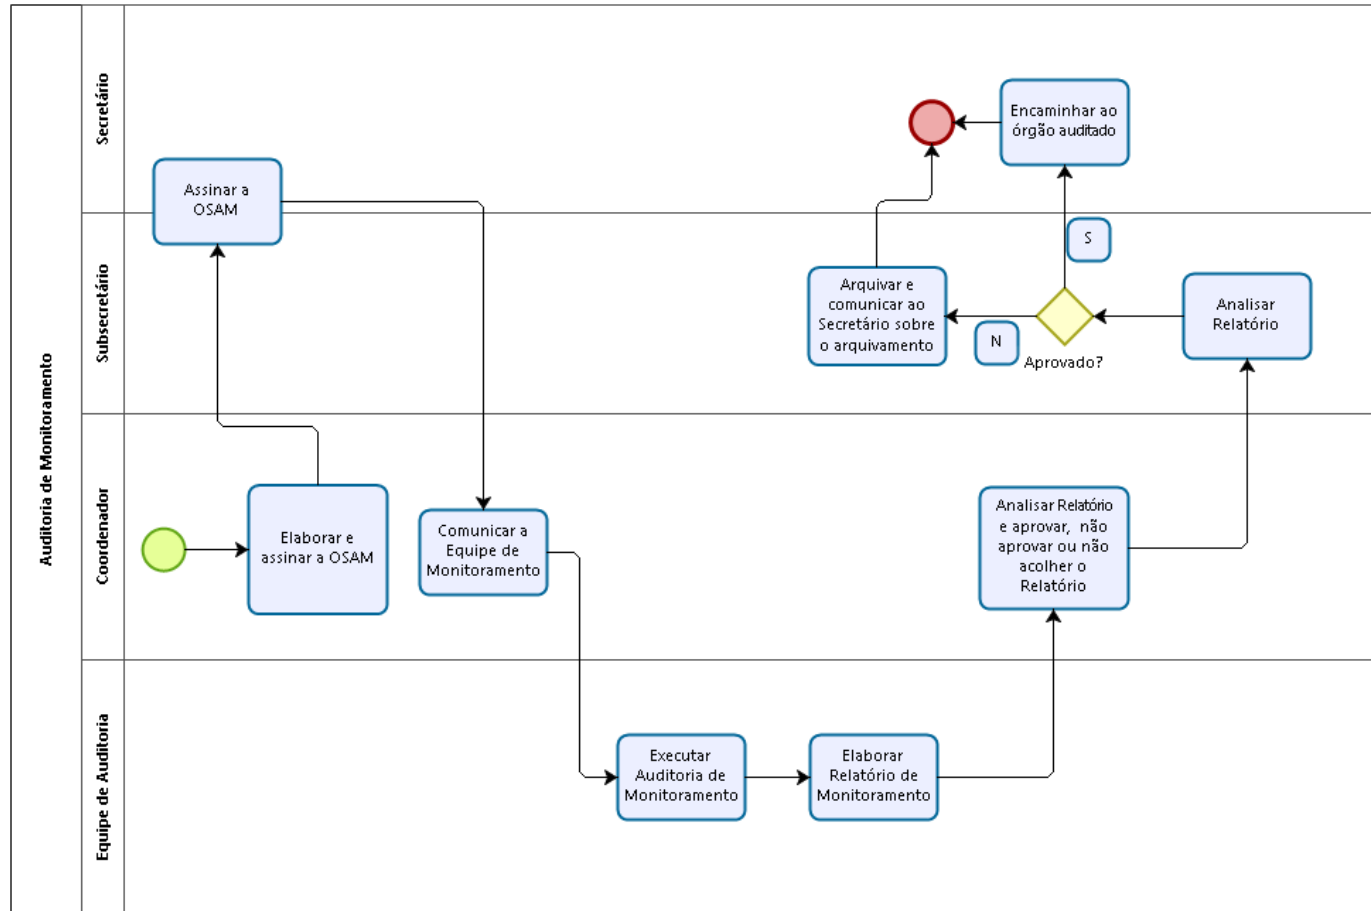 Auditoria de Monitoramento
Secretário
Encaminhar ao
órgão auditado
Assinar a
OSAM
Subsecretário
S
Arquivar e
comunicar ao
Secretário sobre
o arquivamento
N
Aprovado?
Analisar
Relatório
Coordenador
Elaborar e
assinar a OSAM
Comunicar a
Equipe de
Monitoramento
Analisar Relatório
e aprovar, não
aprovar ou não
acolher o
Relatório
Equipe de Auditoria
Executar
Auditoria de
Monitoramento
Elaborar
Relatório de
Monitoramento